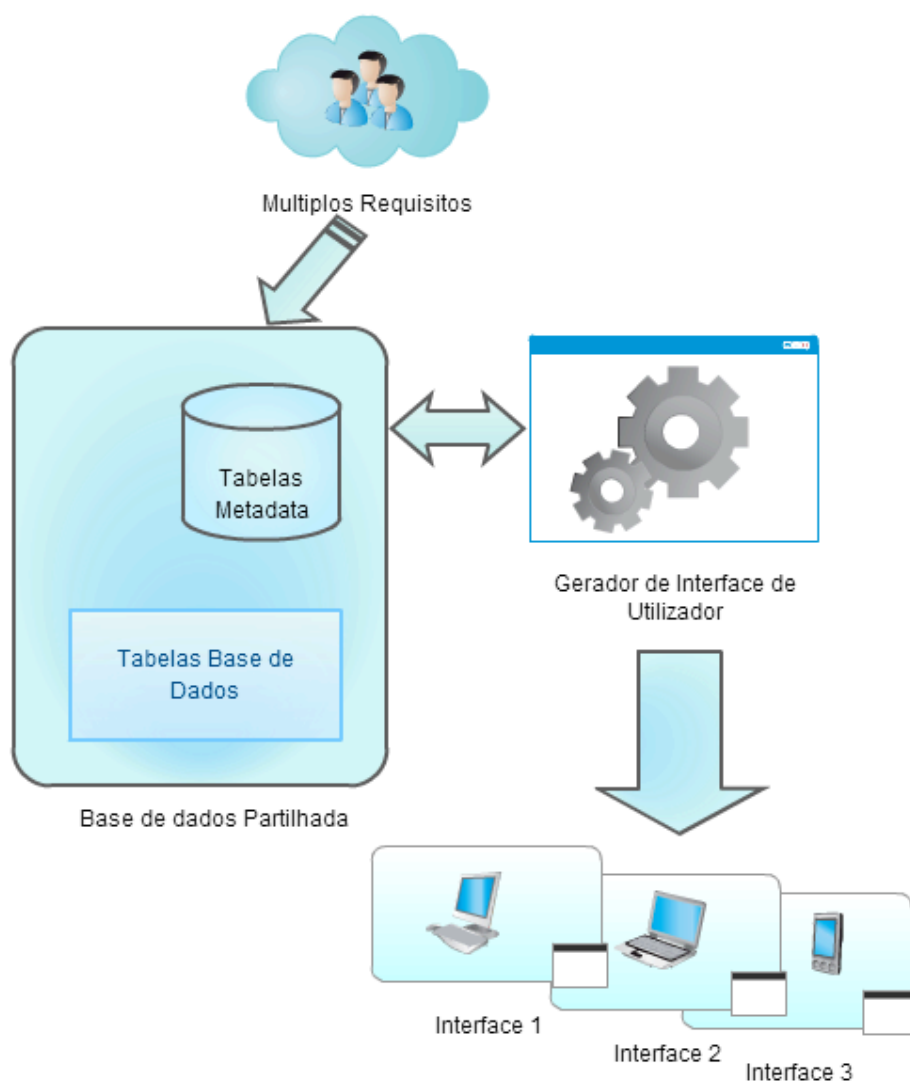 Multiplos Requisitos
Tabelas
Metadata
Tabelas Base de
Dados
Base de dados Partilhada
Gerador de Interface de
Utilizador
Interface 1
Interface 2
Interface 3